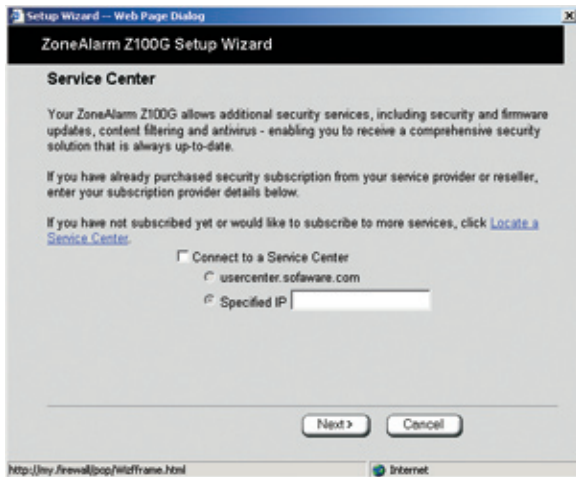 Setup Wizard -- Web Page Dialog
ZoneAlarm Z100G Setup Wizard
Service Center
Your ZoneAlarm Z100G allows additional security services, including security and firmware
updates, content filtering and antivirus - enabling you to receive a comprehensive security
solution that is always up-to-date.
If you have already purchased security subscription from your service provider or reseller,
enter your subscription provider details below.
If you have not subscribed yet or would like to subscribe to more services, click Locate a
Service Center.
Connect to a Service Center
usercenter.sofaware.com
Specified IP
Next >
Cancel
http://my.firewall/pop/WizfFrame.html
Internet